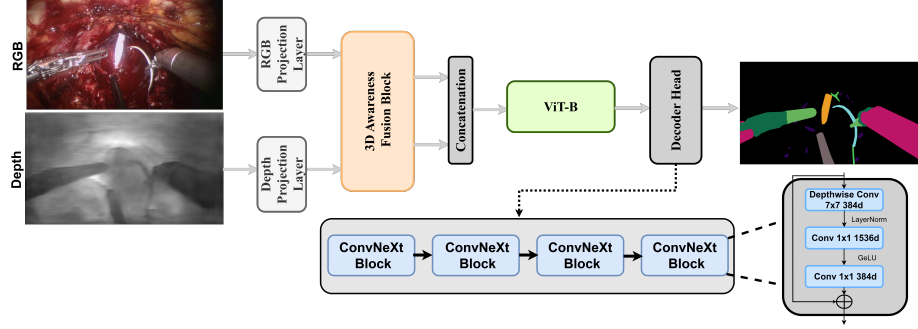 RGB
Depth
RGB
Projection
Layer
Depth
Projection
Layer
3D Awareness
Fusion Block
Concatenation
ViT-B
Decoder Head
ConvNeXt
Block
ConvNeXt
Block
ConvNeXt
Block
ConvNeXt
Block
Depthwise Conv
7x7 384d
LayerNorm
Conv 1x1 1536d
GeLU
Conv 1x1 384d